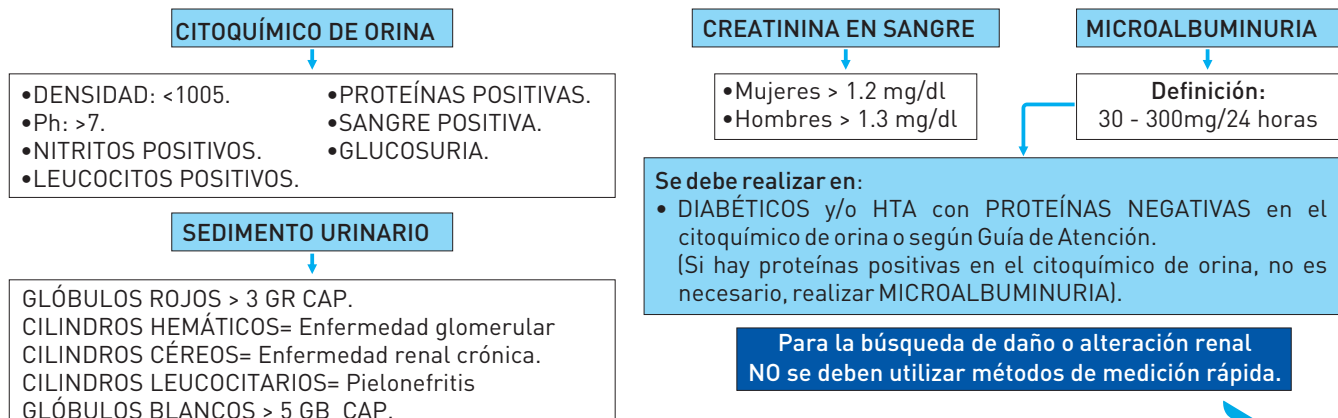 CITOQUÍMICO DE ORINA
•DENSIDAD: <1005.
•Ph: >7.
•NITRITOS POSITIVOS.
•LEUCOCITOS POSITIVOS.
•PROTEÍNAS POSITIVAS.
•SANGRE POSITIVA.
•GLUCOSURIA.
SEDIMENTO URINARIO
GLÓBULOS ROJOS > 3 GR CAP.
CILINDROS HEMÁTICOS= Enfermedad glomerular
CILINDROS CÉREOS= Enfermedad renal crónica.
CILINDROS LEUCOCITARIOS= Pielonefritis
GLÓBULOS BLANCOS > 5 GB CAP.
CREATININA EN SANGRE
•Mujeres > 1.2 mg/dl
•Hombres > 1.3 mg/dl
MICROALBUMINURIA
Definición:
30 - 300mg/24 horas
Se debe realizar en:
• DIABÉTICOS y/o HTA con PROTEÍNAS NEGATIVAS en el
citoquímico de orina o según Guía de Atención.
(Si hay proteínas positivas en el citoquímico de orina, no es
necesario, realizar MICROALBUMINURIA).
Para la búsqueda de daño o alteración renal
NO se deben utilizar métodos de medición rápida.